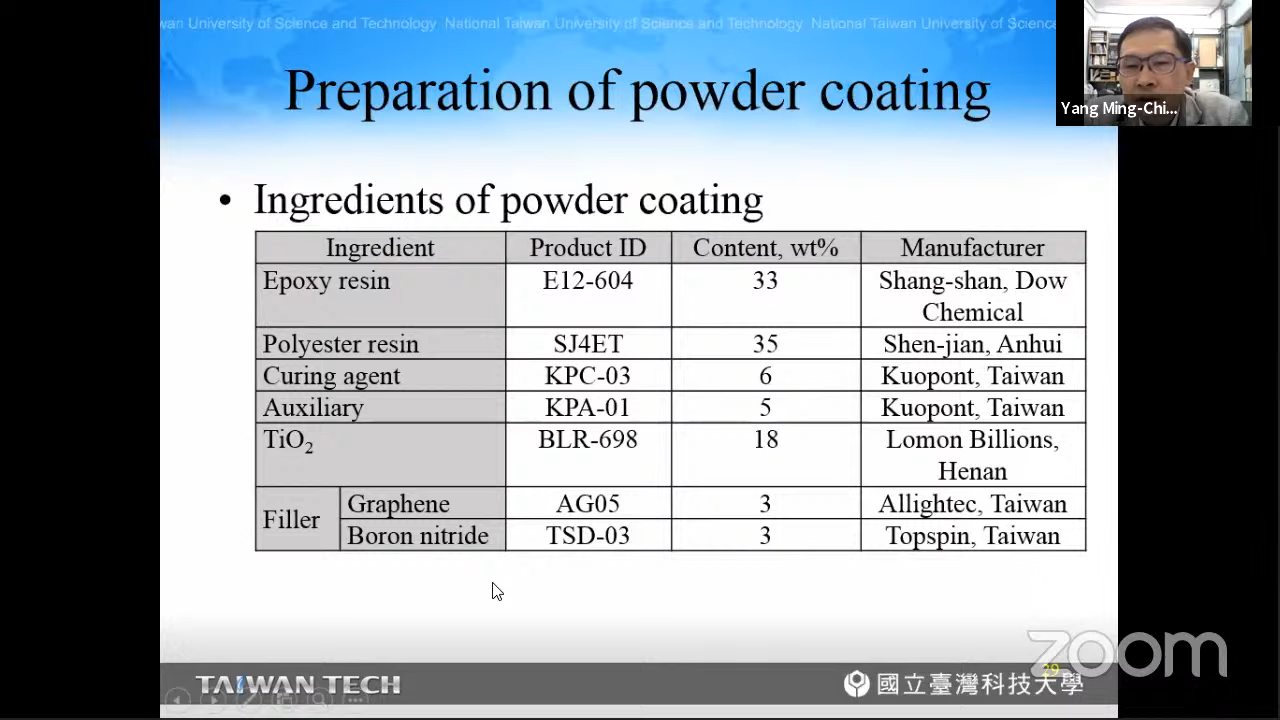 wan University of Science and Technology National Taiwan University of Science and Technology National Taiwan University of Science
Yang Ming-Chi...
Preparation of powder coating
• Ingredients of powder coating
Ingredient Product ID Content, wt% Manufacturer
Epoxy resin E12-604 33 Shang-shan, Dow
Chemical
Polyester resin SJ4ET 35 Shen-jian, Anhui
Curing agent KPC-03 6 Kuopont, Taiwan
Auxiliary KPA-01 5 Kuopont, Taiwan
TiO₂ BLR-698 18 Lomon Billions,
Henan
Filler Graphene AG05 3 Allightec, Taiwan
Boron nitride TSD-03 3 Topspin, Taiwan
zoom
29
TAIWAN TECH 國立臺灣科技大學